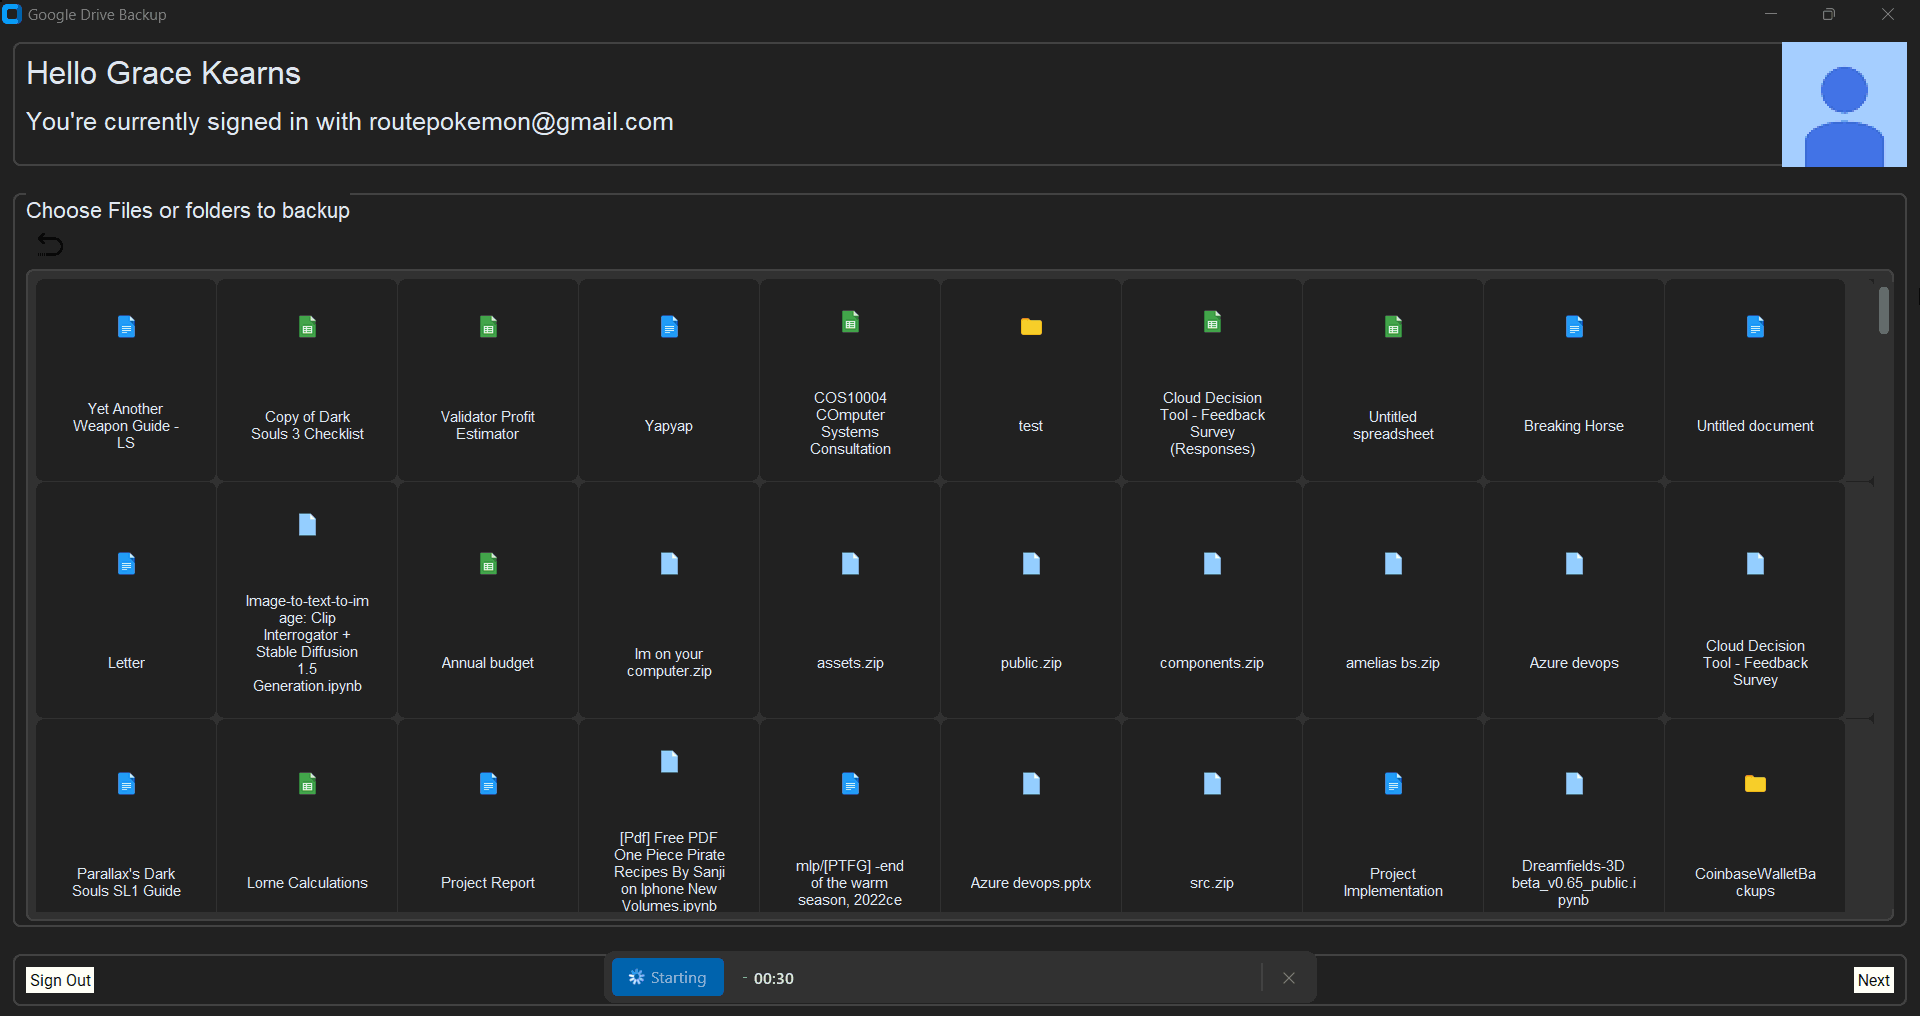 Google Drive Backup
Hello Grace Kearns
You're currently signed in with routepokemon@gmail.com
Choose Files or folders to backup
Yet Another
Weapon Guide -
LS
Copy of Dark
Souls 3 Checklist
Validator Profit
Estimator
Yapyap
COS10004
COmputer
Systems
Consultation
test
Cloud Decision
Tool - Feedback
Survey
(Responses)
Untitled
spreadsheet
Breaking Horse
Untitled document
Letter
Image-to-text-to-im
age: Clip
Interrogator +
Stable Diffusion
1.5
Generation.ipynb
Annual budget
Im on your
computer.zip
assets.zip
public.zip
components.zip
amelias bs.zip
Azure devops
Cloud Decision
Tool - Feedback
Survey
Parallax's Dark
Souls SL1 Guide
Lorne Calculations
Project Report
[Pdf] Free PDF
One Piece Pirate
Recipes By Sanji
on Iphone New
Volumes.ipynb
mlp/[PTFG] -end
of the warm
season, 2022ce
Azure devops.pptx
src.zip
Project
Implementation
Dreamfields-3D
beta_v0.65_public.i
pynb
CoinbaseWalletBa
ckups
Sign Out
Starting
- 00:30
Next